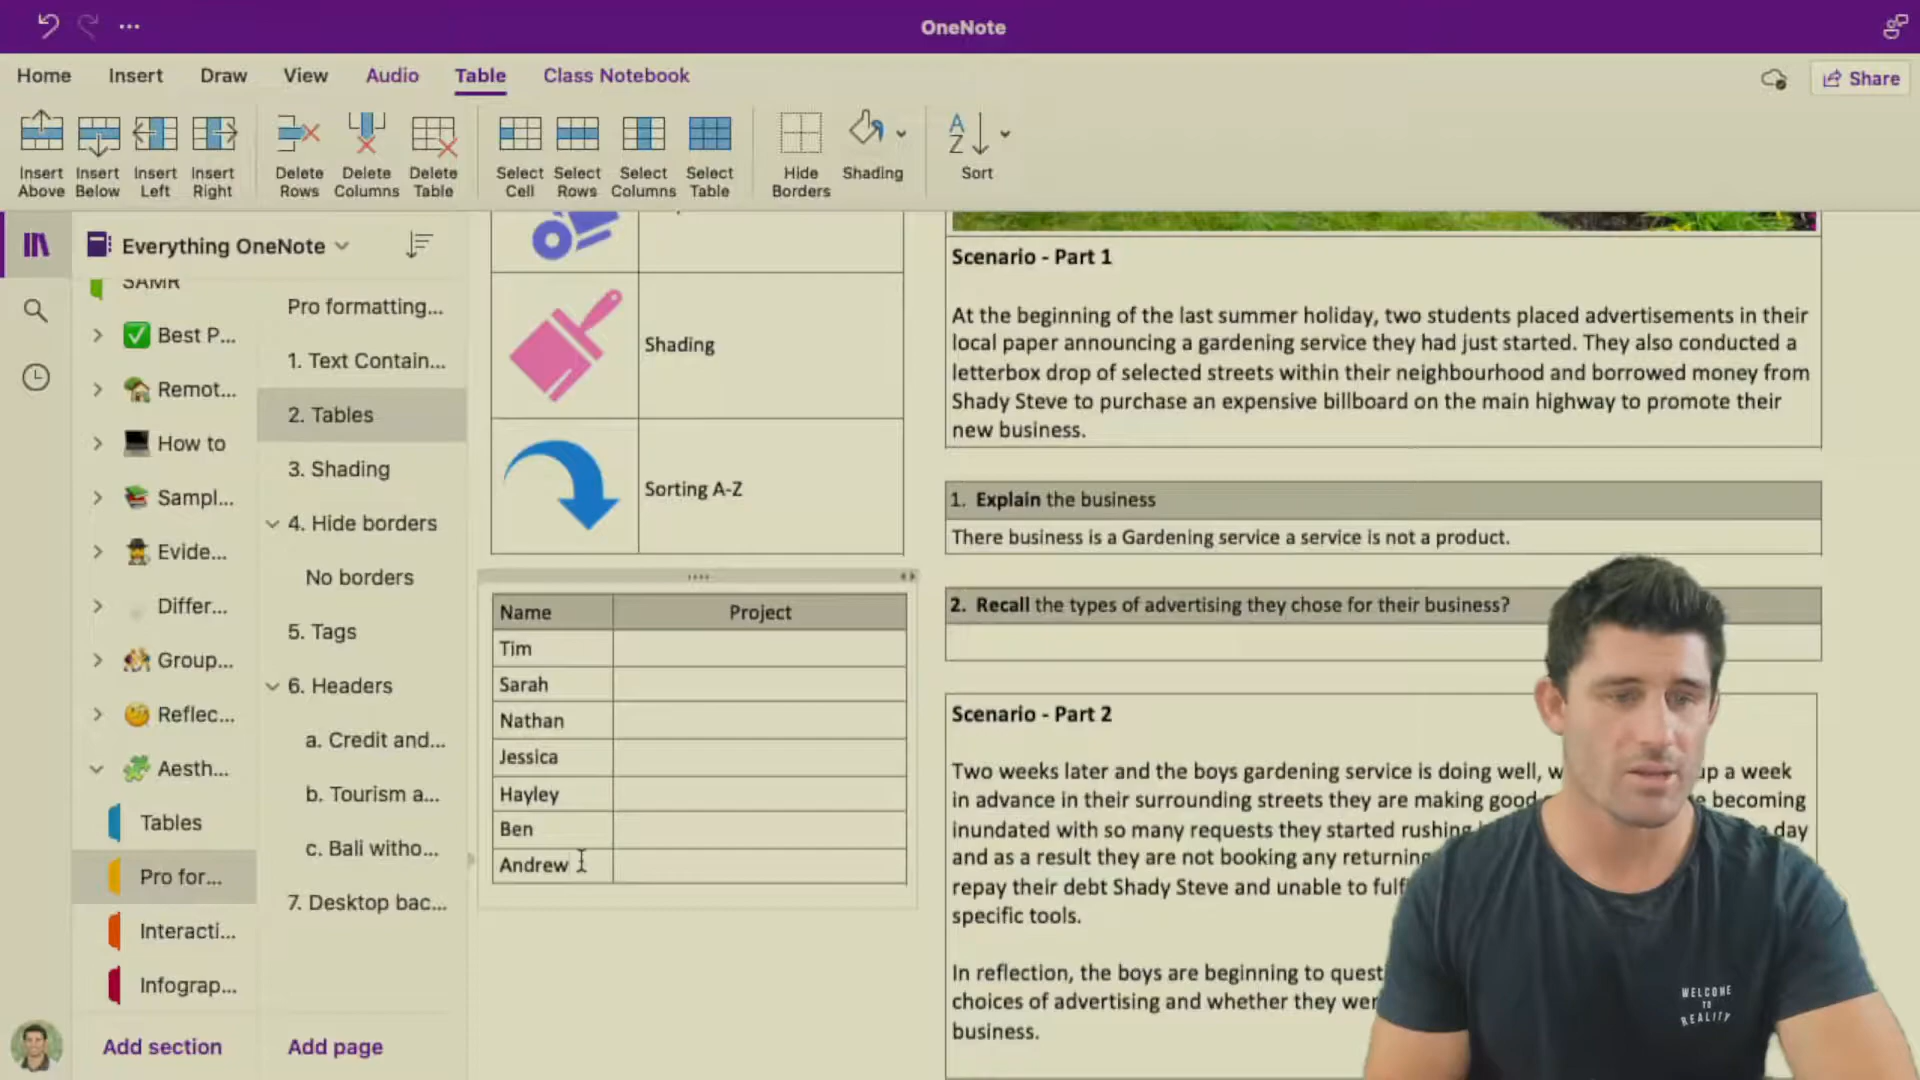 OneNote
Home Insert Draw View Audio Table Class Notebook
Share
Insert Above
Insert Below
Insert Left
Insert Right
Delete Rows
Delete Columns
Delete Table
Select Cell
Select Rows
Select Columns
Select Table
Hide Borders
Shading
Sort
Everything OneNote
SAMR
Best P...
Remot...
How to
Sampl...
Evide...
Differ...
Group...
Reflec...
Aesth...
Tables
Pro for...
Interacti...
Infograp...
Add section
Pro formatting...
1. Text Contain...
2. Tables
3. Shading
4. Hide borders
No borders
5. Tags
6. Headers
a. Credit and...
b. Tourism a...
c. Bali witho...
7. Desktop bac...
Add page
Shading
Sorting A-Z
Name Project
Tim
Sarah
Nathan
Jessica
Hayley
Ben
Andrew
Scenario - Part 1
At the beginning of the last summer holiday, two students placed advertisements in their
local paper announcing a gardening service they had just started. They also conducted a
letterbox drop of selected streets within their neighbourhood and borrowed money from
Shady Steve to purchase an expensive billboard on the main highway to promote their
new business.
1. Explain the business
There business is a Gardening service a service is not a product.
2. Recall the types of advertising they chose for their business?
Scenario - Part 2
Two weeks later and the boys gardening service is doing well, up a week
in advance in their surrounding streets they are making good becoming
inundated with so many requests they started rushing day
and as a result they are not booking any returning
repay their debt Shady Steve and unable to
specific tools.
In reflection, the boys are beginning to
choices of advertising and whether they
business.
WELCOME
TO
REALITY